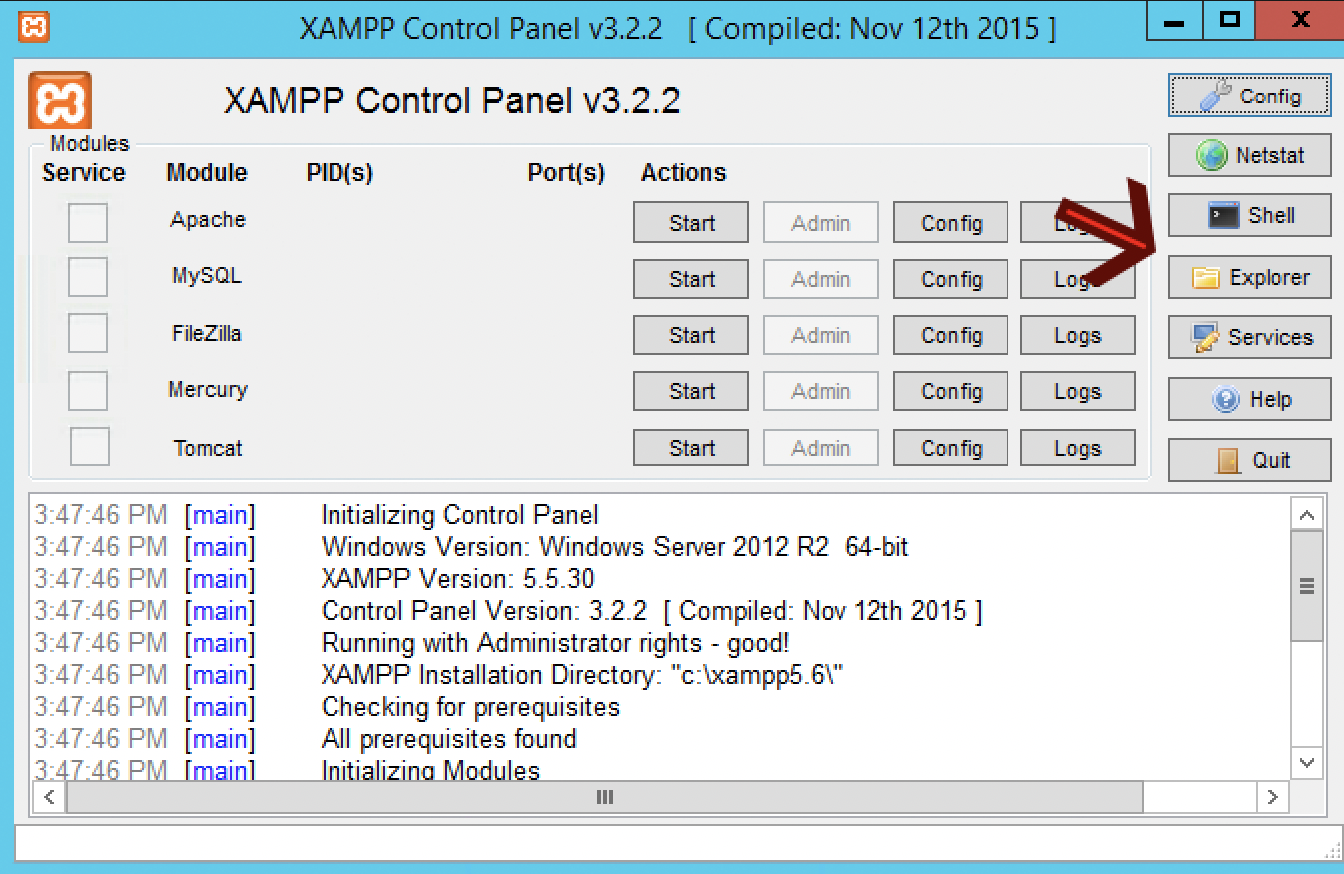 XAMPP Control Panel v3.2.2 [ Compiled: Nov 12th 2015 ]
XAMPP Control Panel v3.2.2
Config
Modules
Service Module PID(s) Port(s) Actions
Netstat
Apache Start Admin Config Logs
Shell
MySQL Start Admin Config Logs
Explorer
FileZilla Start Admin Config Logs
Services
Mercury Start Admin Config Logs
Help
Tomcat Start Admin Config Logs
Quit
3:47:46 PM [main] Initializing Control Panel
3:47:46 PM [main] Windows Version: Windows Server 2012 R2 64-bit
3:47:46 PM [main] XAMPP Version: 5.5.30
3:47:46 PM [main] Control Panel Version: 3.2.2 [ Compiled: Nov 12th 2015 ]
3:47:46 PM [main] Running with Administrator rights - good!
3:47:46 PM [main] XAMPP Installation Directory: "c:\xampp5.6\"
3:47:46 PM [main] Checking for prerequisites
3:47:46 PM [main] All prerequisites found
3:47:46 PM [main] Initializing Modules